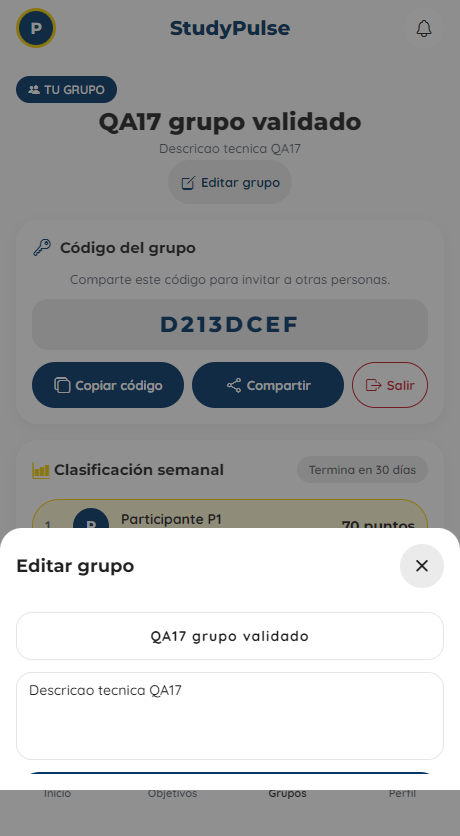 P
StudyPulse
TU GRUPO
QA17 grupo validado
Descricao tecnica QA17
Editar grupo
Código del grupo
Comparte este código para invitar a otras personas.
D213DCEF
Copiar código
Compartir
Salir
Clasificación semanal
Termina en 30 días
1
P
Participante P1
70 puntos
Editar grupo
QA17 grupo validado
Descricao tecnica QA17
Inicio
Objetivos
Grupos
Perfil